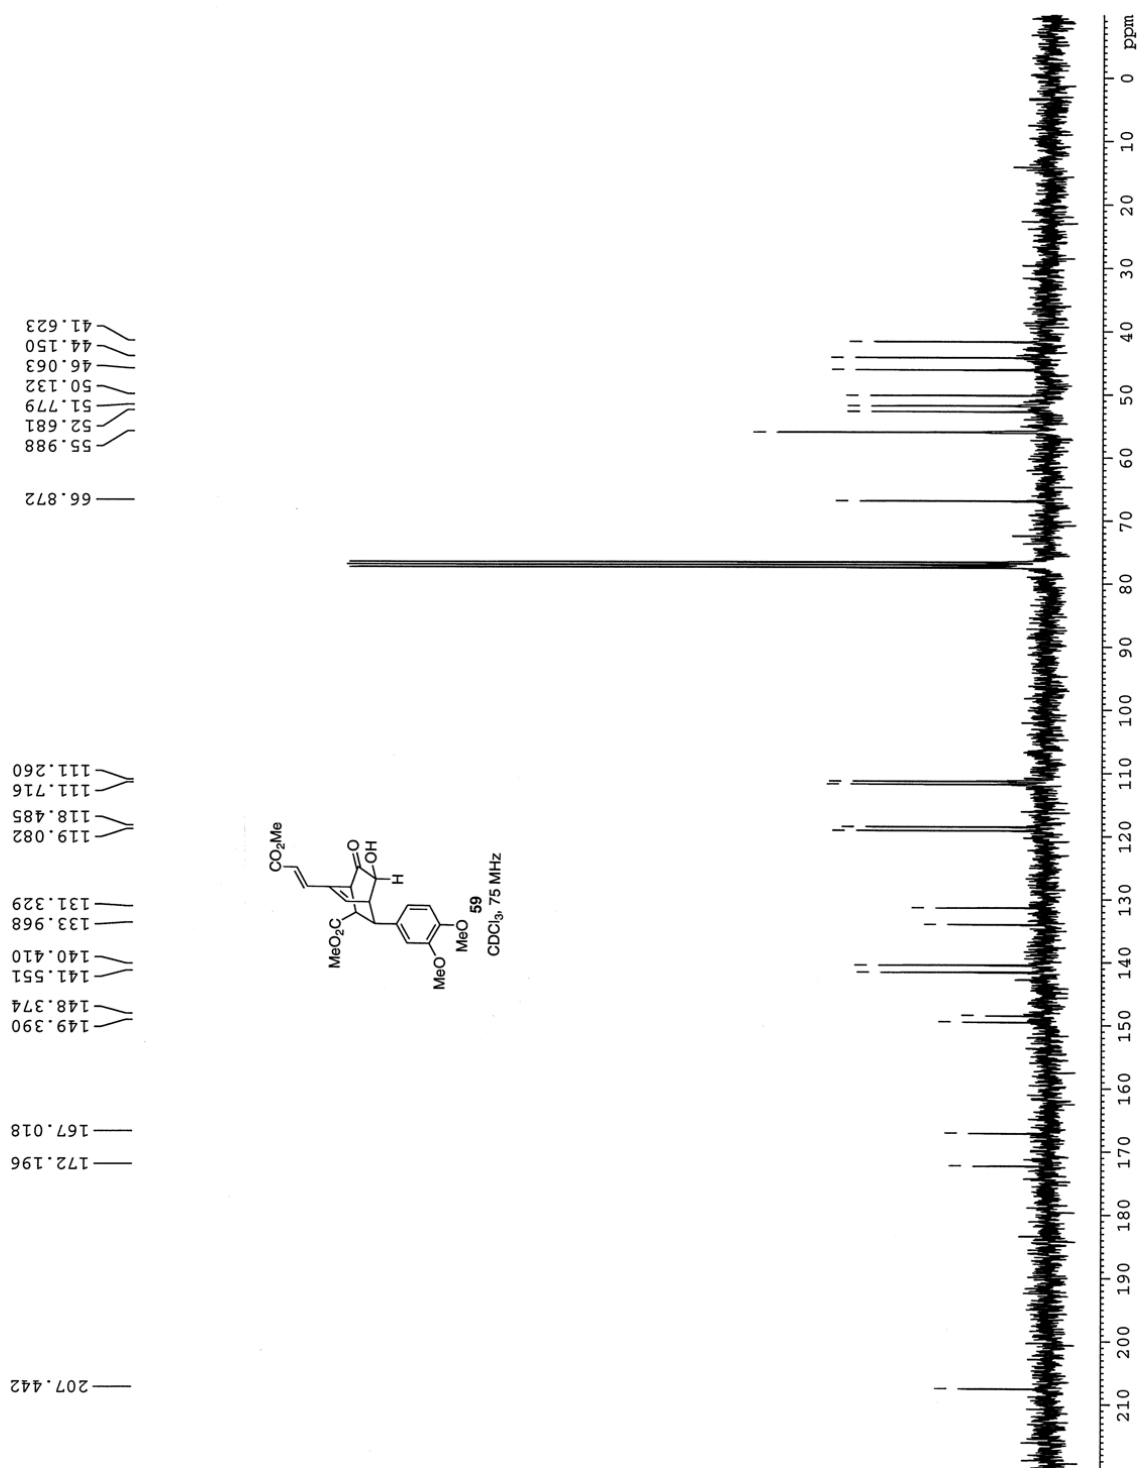 41.623
44.150
46.063
50.132
51.779
52.681
55.988
66.872
111.260
111.716
118.485
119.082
131.329
133.968
140.410
141.551
148.374
149.390
167.018
172.196
207.442
CO₂Me
O
OH
H
MeO₂C
MeO
MeO
59
CDCl₃, 75 MHz
210 200 190 180 170 160 150 140 130 120 110 100 90 80 70 60 50 40 30 20 10 0 ppm